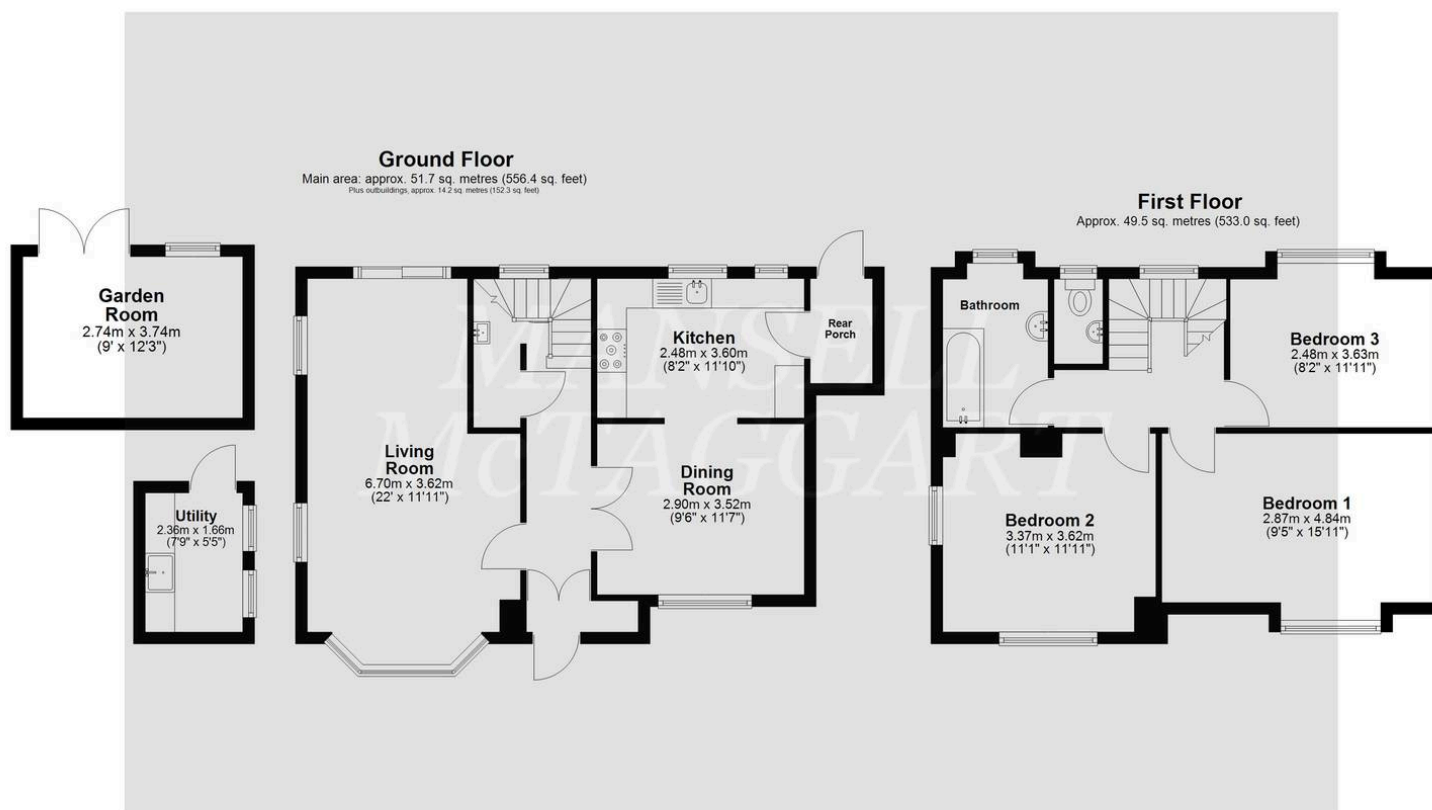 Ground Floor
Main area: approx. 51.7 sq. metres (556.4 sq. feet)
Plus outbuildings, approx. 14.2 sq. metres (152.3 sq. feet)
Garden
Room
2.74m x 3.74m
(9' x 12'3")
Utility
2.36m x 1.66m
(7'9" x 5'5")
Living
Room
6.70m x 3.62m
(22' x 11'11")
Kitchen
2.48m x 3.60m
(8'2" x 11'10")
Rear
Porch
Dining
Room
2.90m x 3.52m
(9'6" x 11'7")
First Floor
Approx. 49.5 sq. metres (533.0 sq. feet)
Bathroom
Bedroom 3
2.48m x 3.63m
(8'2" x 11'11")
Bedroom 2
3.37m x 3.62m
(11'1" x 11'11")
Bedroom 1
2.87m x 4.84m
(9'5" x 15'11")
MANSELL
McTAGGART